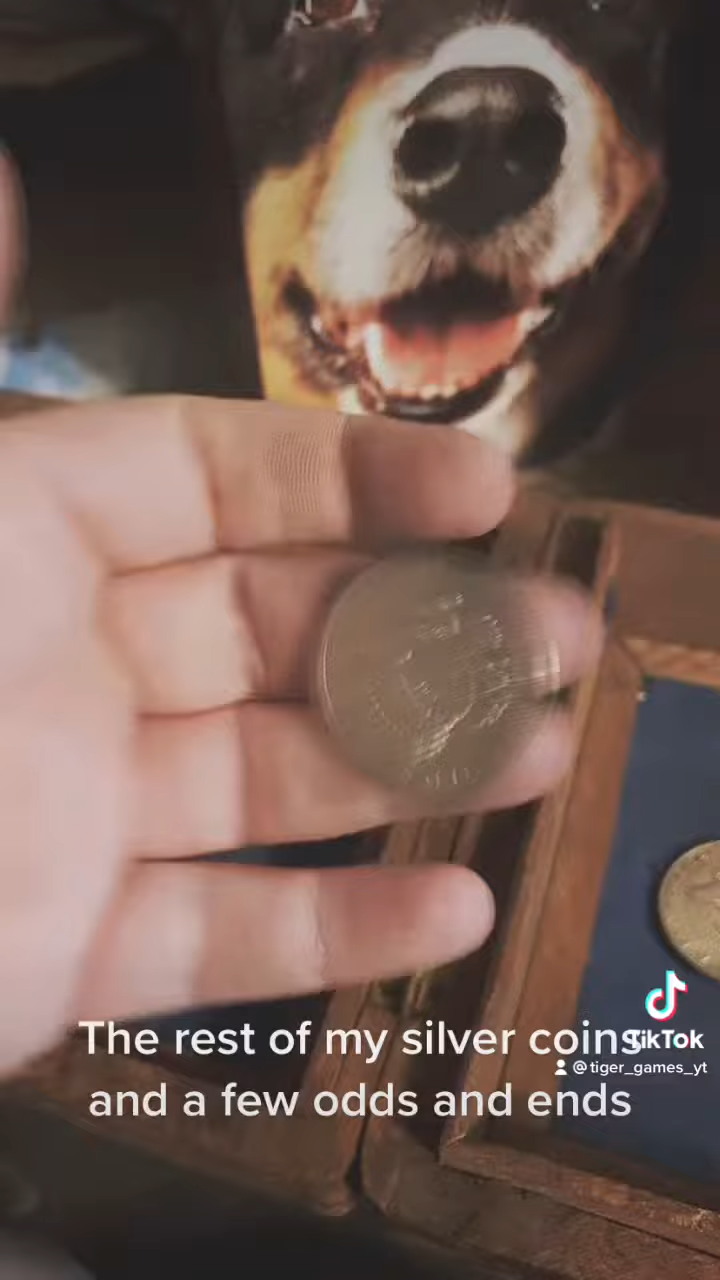 The rest of my silver coins
and a few odds and ends
TikTok
@tiger_games_yt